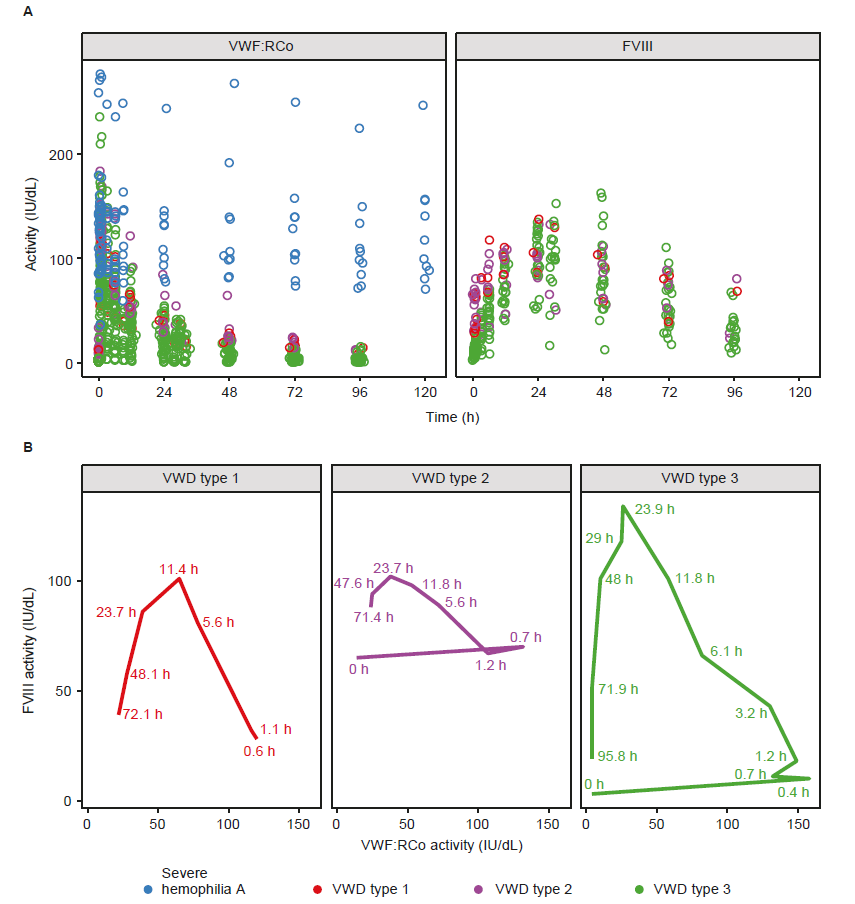 A
VWF:RCo
FVIII
Activity (IU/dL)
200
100
0
0 24 48 72 96 120
0 24 48 72 96 120
Time (h)
B
VWD type 1
VWD type 2
VWD type 3
FVIII activity (IU/dL)
100
50
0
11.4 h
23.7 h
5.6 h
48.1 h
72.1 h
1.1 h
0.6 h
23.7 h
47.6 h
11.8 h
71.4 h
5.6 h
0.7 h
0 h
1.2 h
23.9 h
29 h
48 h
11.8 h
6.1 h
71.9 h
3.2 h
95.8 h
1.2 h
0.7 h
0 h
0.4 h
0 50 100 150
0 50 100 150
0 50 100 150
VWF:RCo activity (IU/dL)
Severe
hemophilia A
VWD type 1
VWD type 2
VWD type 3